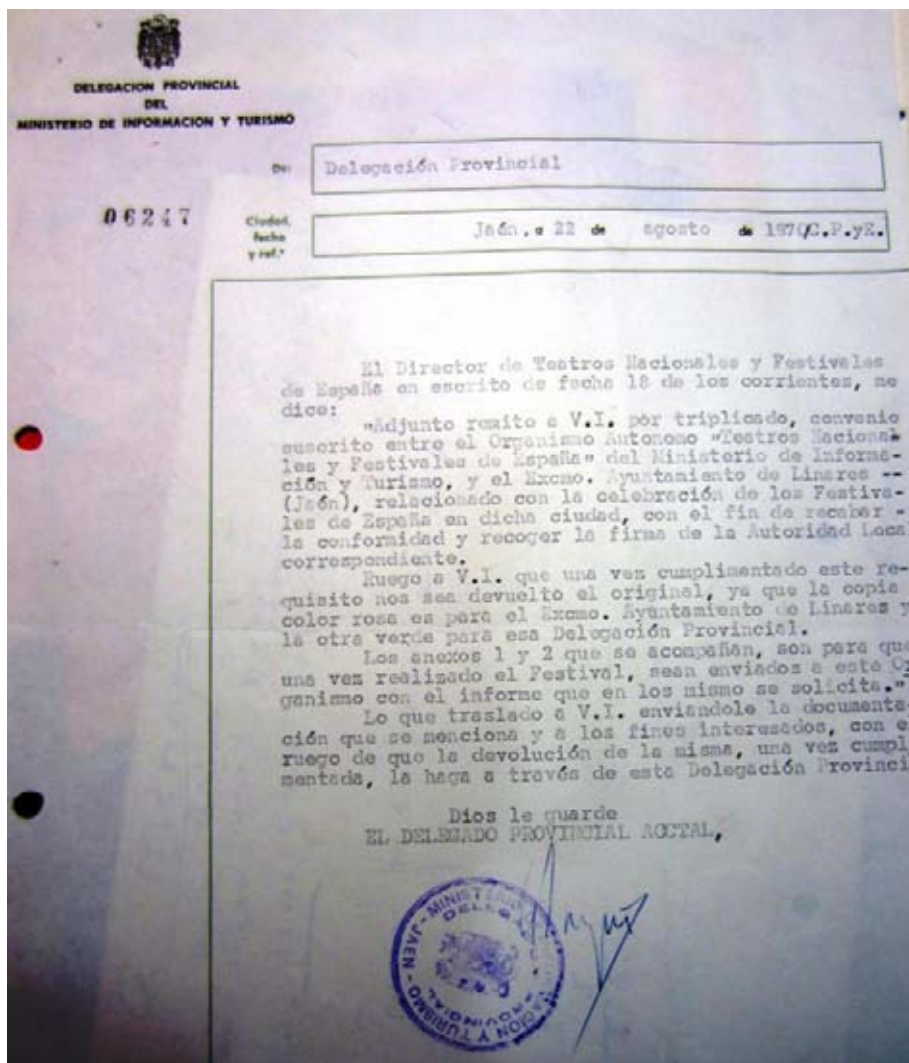 DELEGACION PROVINCIAL
DEL
MINISTERIO DE INFORMACION Y TURISMO
De:
Delegación Provincial
06247
Ciudad,
fecha
y ref.ª
Jaén, a 22 de agosto de 1970 C.P.yE.
El Director de Teatros Nacionales y Festivales
de España en escrito de fecha 18 de los corrientes, me
dice:
"Adjunto remito a V.I. por triplicado, convenio
suscrito entre el Organismo Autonomo "Teatros Nacional
les y Festivales de España" del Ministerio de Informa-
ción y Turismo, y el Excmo. Ayuntamiento de Linares --
(Jaén), relacionado con la celebración de los Festiva-
les de España en dicha ciudad, con el fin de recabar -
la conformidad y recoger la firma de la Autoridad Loca
correspondiente.
Ruego a V.I. que una vez cumplimentado este re-
quisito nos sea devuelto el original, ya que la copia
color rosa es para el Excmo. Ayuntamiento de Linares y
la otra verde para esa Delegación Provincial.
Los anexos 1 y 2 que se acompañan, son para que
una vez realizado el Festival, sean enviados a este Or
ganismo con el informe que en los mismo se solicita."
Lo que traslado a V.I. enviandole la documenta
ción que se menciona y a los fines interesados, con e
ruego de que la devolución de la misma, una vez cumpl
mentada, la haga a través de esta Delegación Provinci
Dios le guarde
EL DELEGADO PROVINCIAL ACCTAL,
MINISTERIO
ACION Y TURISMO - JAEN -
DELEG
PROVINCIAL